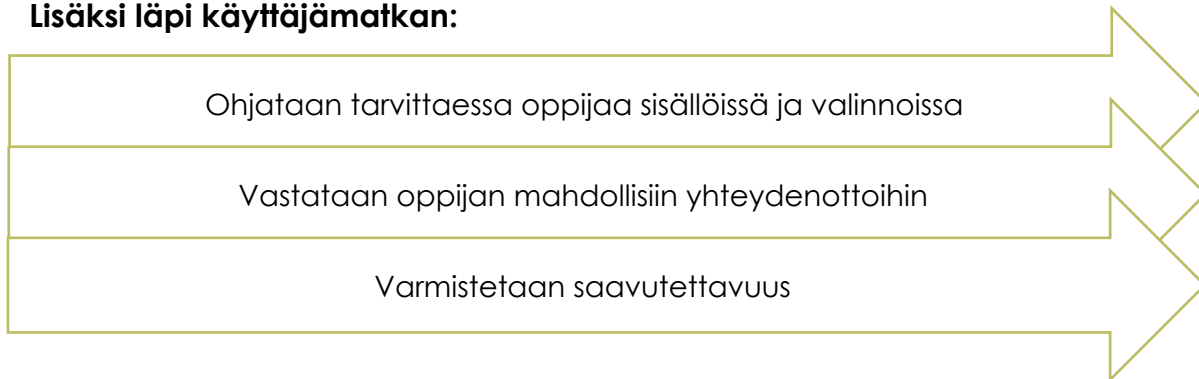 Lisäksi läpi käyttäjämatkan:
Ohjataan tarvittaessa oppijaa sisällöissä ja valinnoissa
Vastataan oppijan mahdollisiin yhteydenottoihin
Varmistetaan saavutettavuus